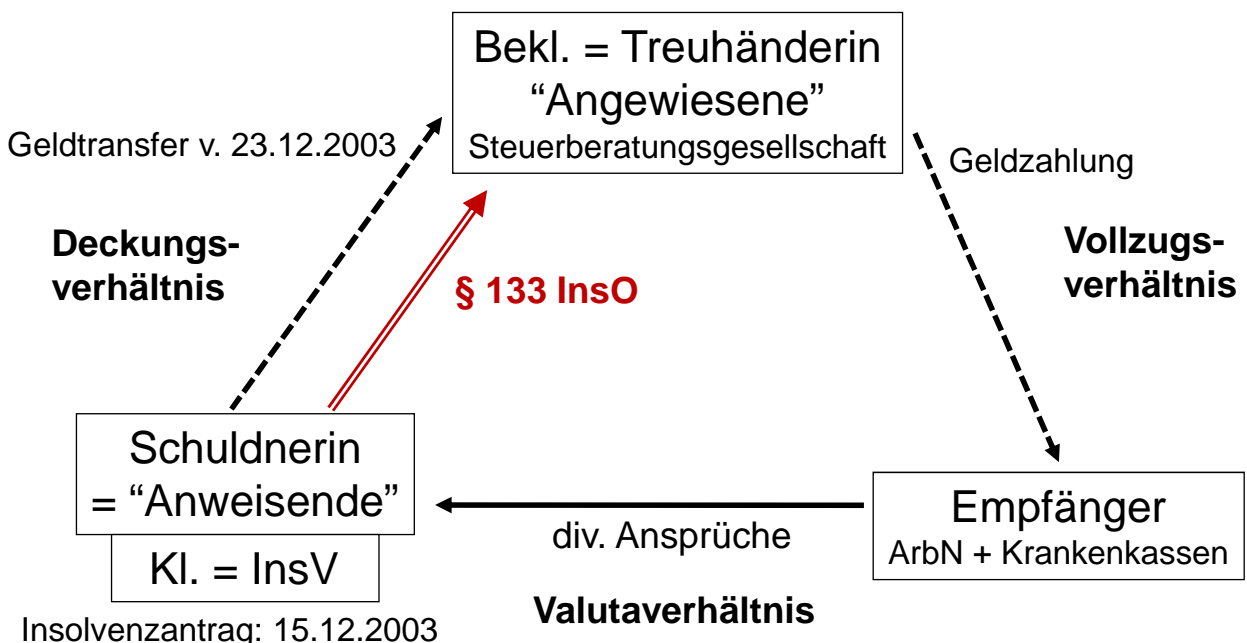 Bekl. = Treuhänderin
“Angewiesene”
Steuerberatungsgesellschaft
Geldtransfer v. 23.12.2003
Geldzahlung
Deckungs-
verhältnis
§ 133 InsO
Vollzugs-
verhältnis
Schuldnerin
= “Anweisende”
Kl. = InsV
Insolvenzantrag: 15.12.2003
div. Ansprüche
Valutaverhältnis
Empfänger
ArbN + Krankenkassen